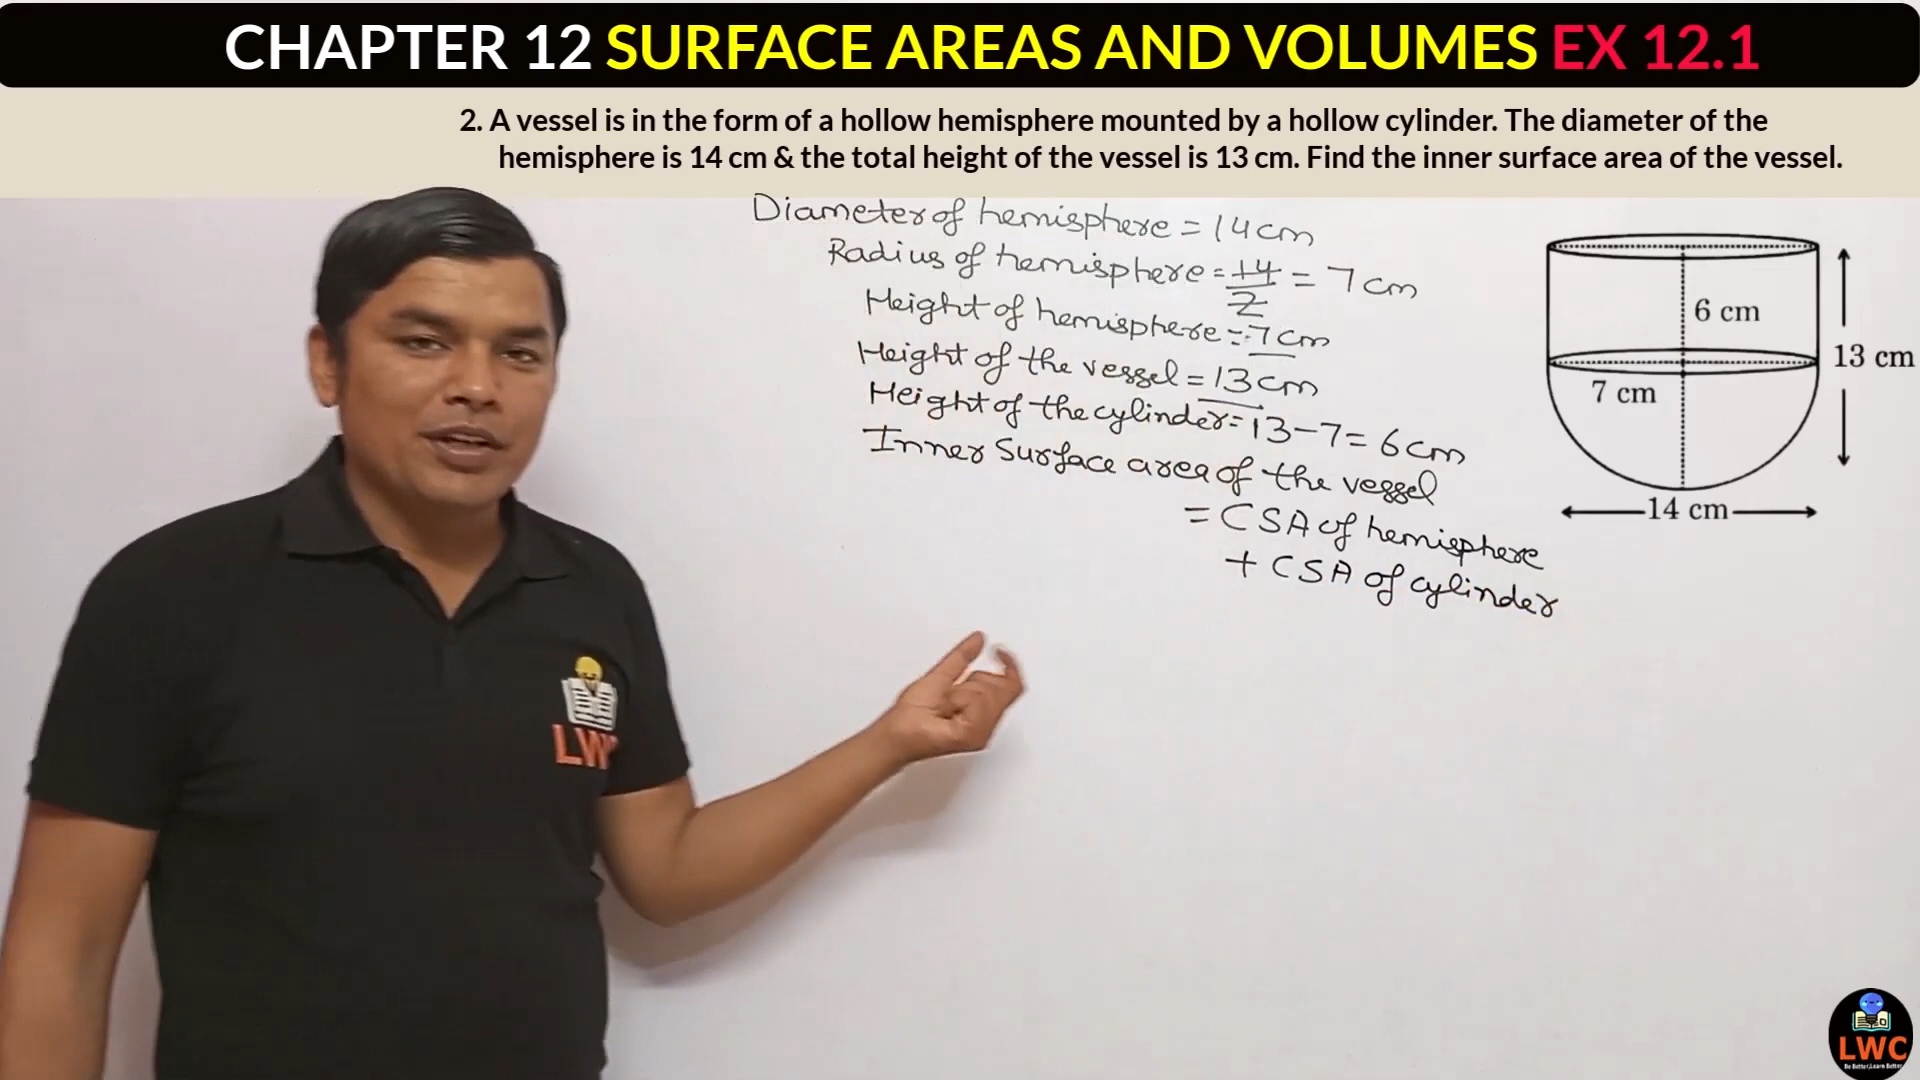 CHAPTER 12 SURFACE AREAS AND VOLUMES EX 12.1
2. A vessel is in the form of a hollow hemisphere mounted by a hollow cylinder. The diameter of the
hemisphere is 14 cm & the total height of the vessel is 13 cm. Find the inner surface area of the vessel.
Diameter of hemisphere = 14 cm
Radius of hemisphere = 14/2 = 7 cm
Height of hemisphere = 7 cm
Height of the vessel = 13 cm
Height of the cylinder = 13 - 7 = 6 cm
Inner Surface area of the vessel
= CSA of hemisphere
+ CSA of cylinder
6 cm
13 cm
7 cm
14 cm
LWC
LWC
Be Better, Learn Better